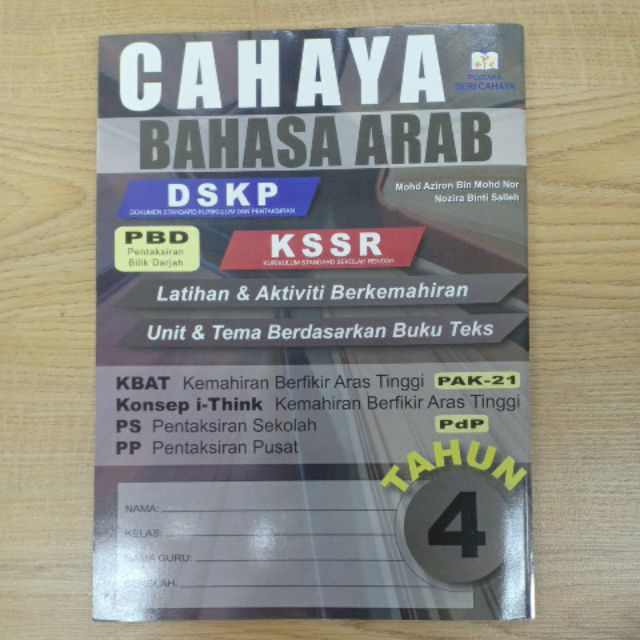 CAHAYA
PUSTAKA
SERI CAHAYA
BAHASA ARAB
DSKP
DOKUMEN STANDARD KURIKULUM DAN PENTAKSIRAN
Mohd Aziron Bin Mohd Nor
Nozira Binti Salleh
PBD
Pentaksiran
Bilik Darjah
KSSR
KURIKULUM STANDARD SEKOLAH RENDAH
Latihan & Aktiviti Berkemahiran
Unit & Tema Berdasarkan Buku Teks
KBAT Kemahiran Berfikir Aras Tinggi PAK-21
Konsep i-Think Kemahiran Berfikir Aras Tinggi
PS Pentaksiran Sekolah PdP
PP Pentaksiran Pusat
TAHUN
4
NAMA:
KELAS:
NAMA GURU:
SEKOLAH: